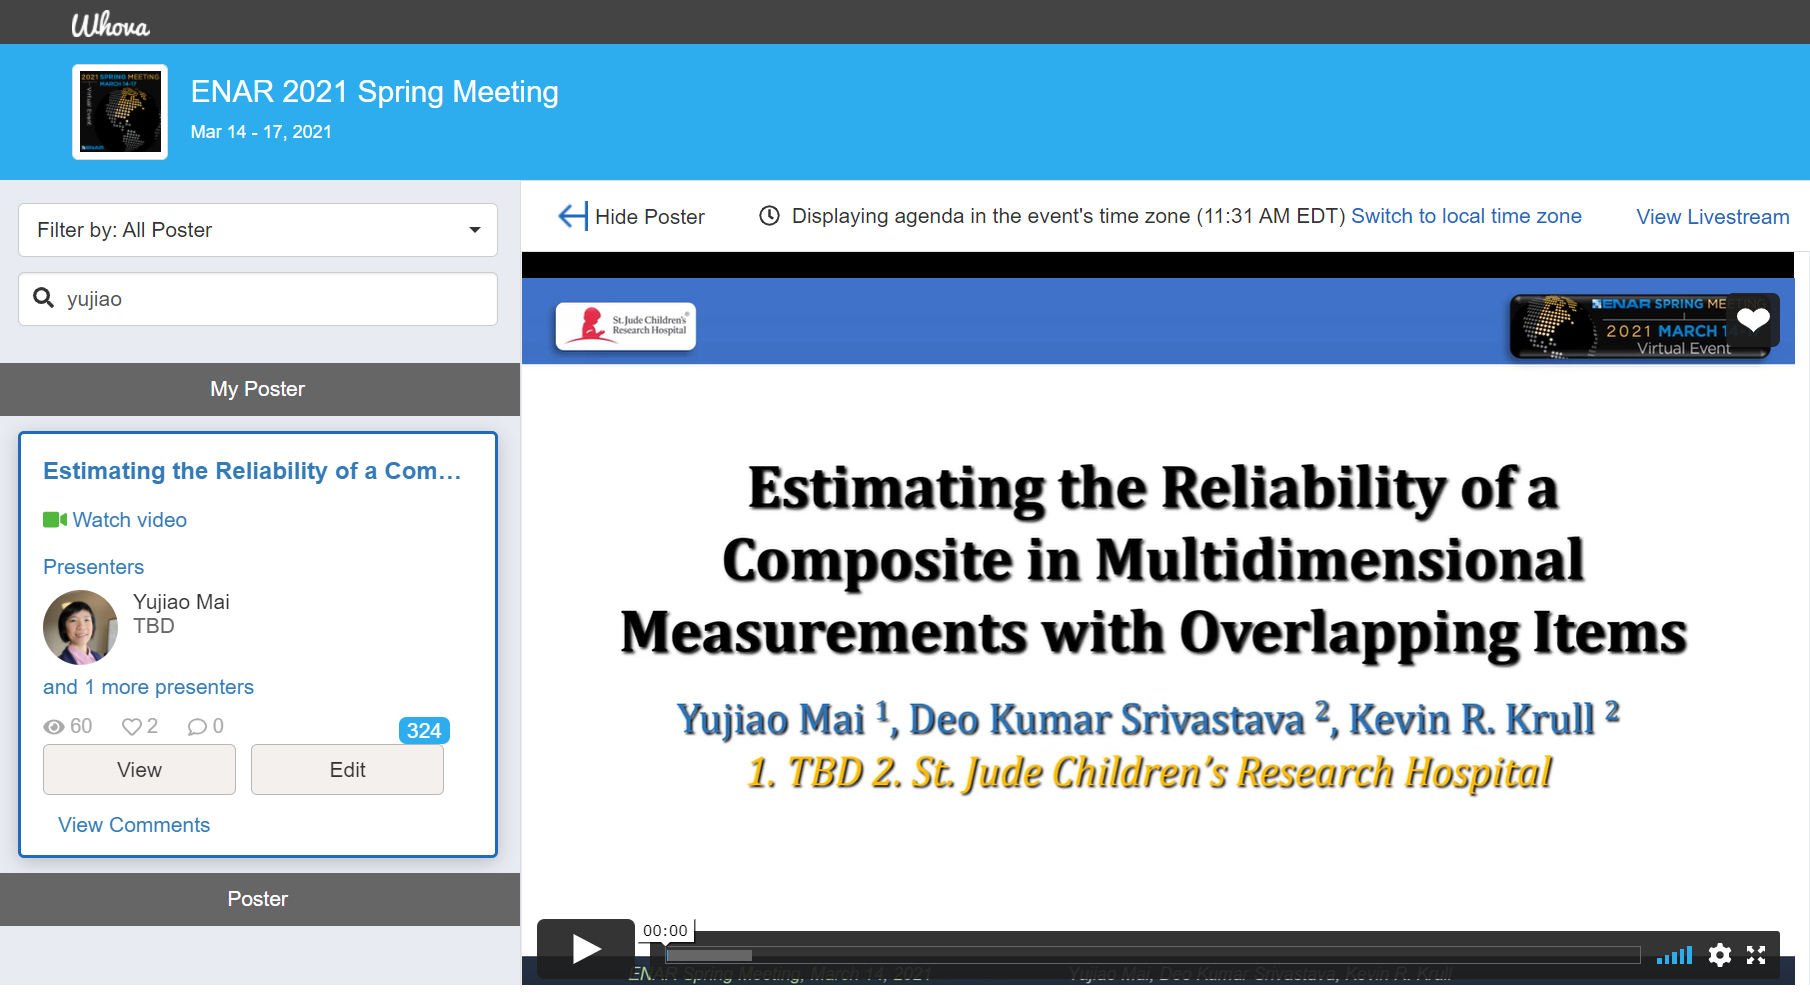 Whova
2021 SPRING MEETING
MARCH 14-17
Virtual Event
ENAR 2021 Spring Meeting
Mar 14 - 17, 2021
Filter by: All Poster
yujiao
My Poster
Estimating the Reliability of a Com...
Watch video
Presenters
Yujiao Mai
TBD
and 1 more presenters
60 2 0 324
View Edit
View Comments
Poster
Hide Poster Displaying agenda in the event's time zone (11:31 AM EDT) Switch to local time zone View Livestream
St. Jude Children's®
Research Hospital
ENAR SPRING MEETING
2021 MARCH 14-
Virtual Event
Estimating the Reliability of a
Composite in Multidimensional
Measurements with Overlapping Items
Yujiao Mai 1, Deo Kumar Srivastava 2, Kevin R. Krull 2
1. TBD 2. St. Jude Children's Research Hospital
00:00
ENAR Spring Meeting, March 14, 2021 Yujiao Mai, Deo Kumar Srivastava, Kevin R. Krull